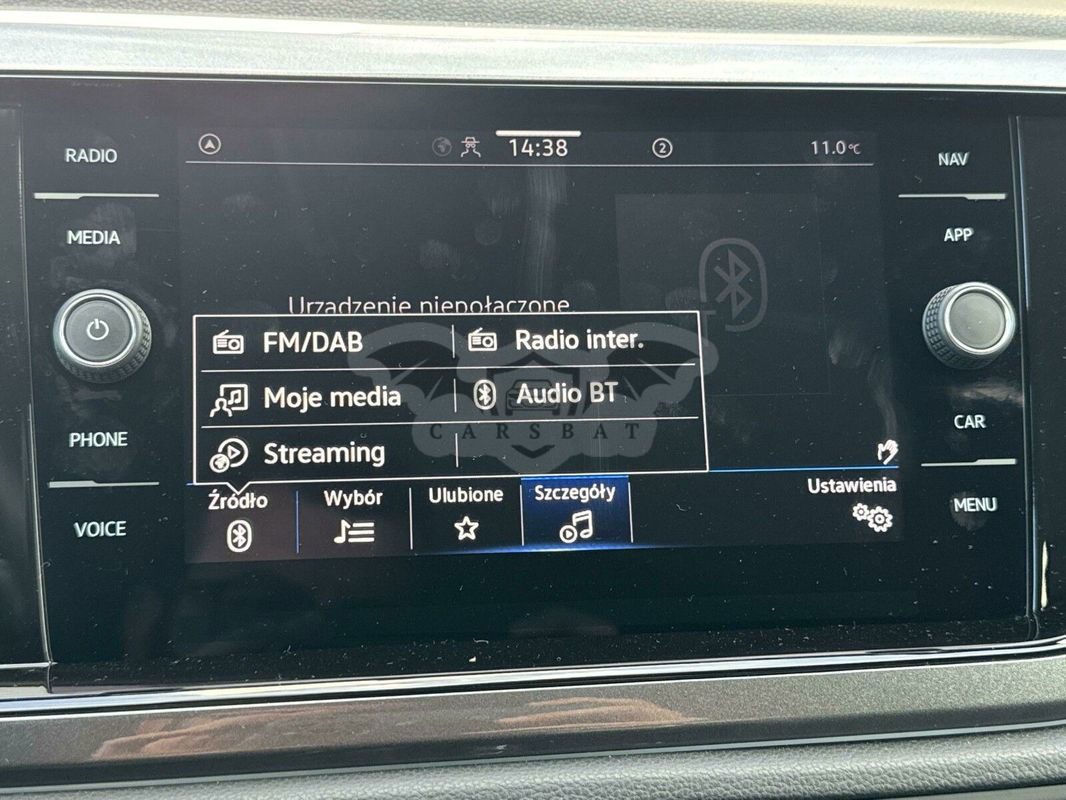 RADIO
MEDIA
PHONE
VOICE
14:38
2
11.0°C
Urządzenie niepołączone.
FM/DAB
Radio inter.
Moje media
Audio BT
Streaming
CARSBAT
Źródło
Wybór
Ulubione
Szczegóły
Ustawienia
NAV
APP
CAR
MENU